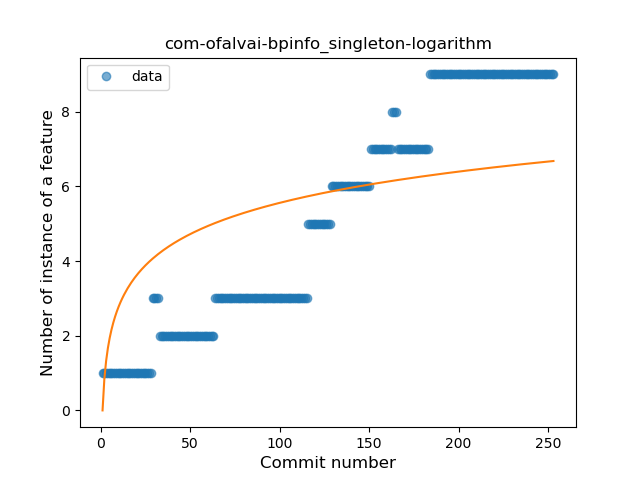 com-ofalvai-bpinfo_singleton-logarithm
data
Number of instance of a feature
8
6
4
2
0
0 50 100 150 200 250
Commit number